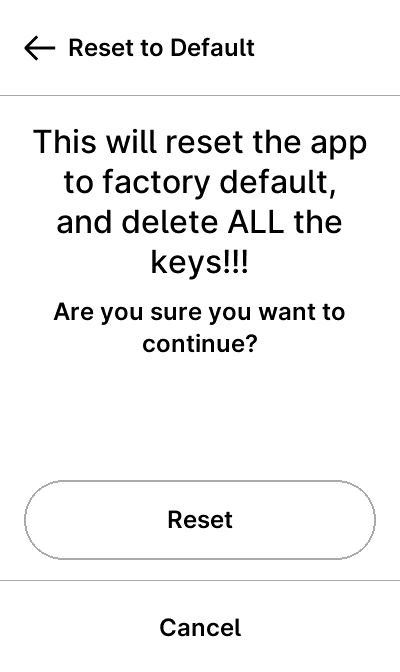 Reset to Default
This will reset the app
to factory default,
and delete ALL the
keys!!!
Are you sure you want to
continue?
Reset
Cancel